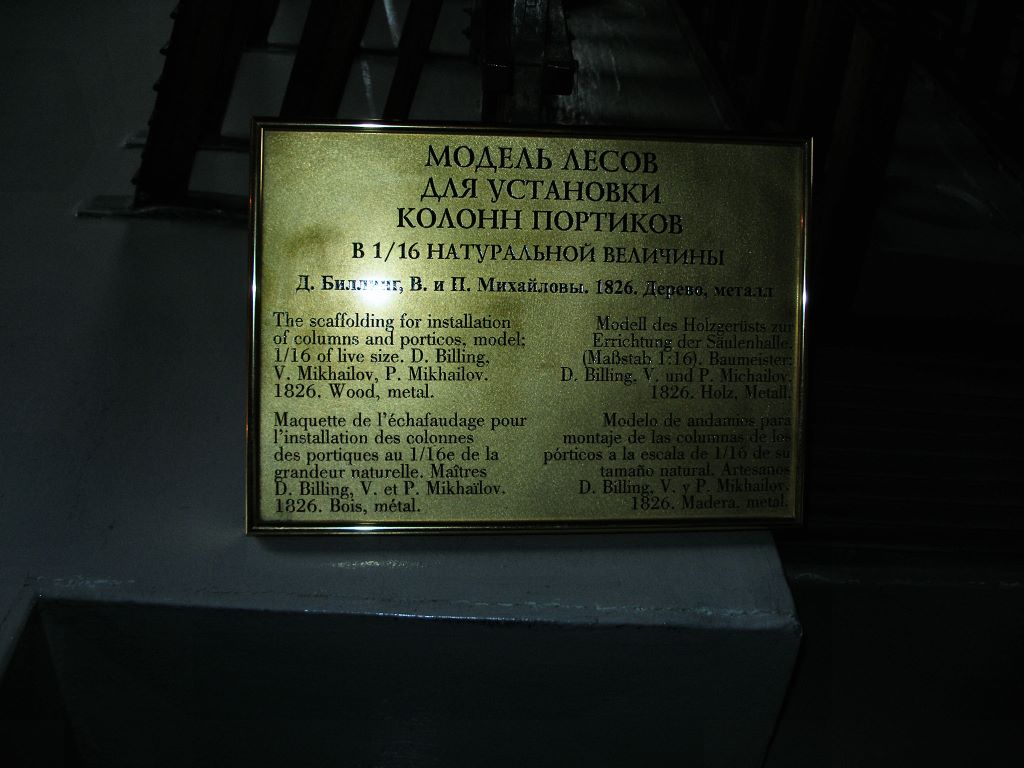 МОДЕЛЬ ЛЕСОВ
ДЛЯ УСТАНОВКИ
КОЛОНН ПОРТИКОВ
В 1/16 НАТУРАЛЬНОЙ ВЕЛИЧИНЫ
Д. Биллинг, В. и П. Михайловы. 1826. Дерево, металл
The scaffolding for installation
of columns and porticos, model;
1/16 of live size. D. Billing,
V. Mikhailov, P. Mikhailov.
1826. Wood, metal.
Modell des Holzgerüsts zur
Errichtung der Säulenhalle.
(Maßstab 1:16). Baumeister:
D. Billing, V. und P. Michailov.
1826. Holz, Metall.
Maquette de l'échafaudage pour
l'installation des colonnes
des portiques au 1/16e de la
grandeur naturelle. Maîtres
D. Billing, V. et P. Mikhaïlov.
1826. Bois, métal.
Modelo de andamios para
montaje de las columnas de los
pórticos a la escala de 1/16 de su
tamaño natural. Artesanos
D. Billing, V. y P. Mikhailov.
1826. Madera, metal.